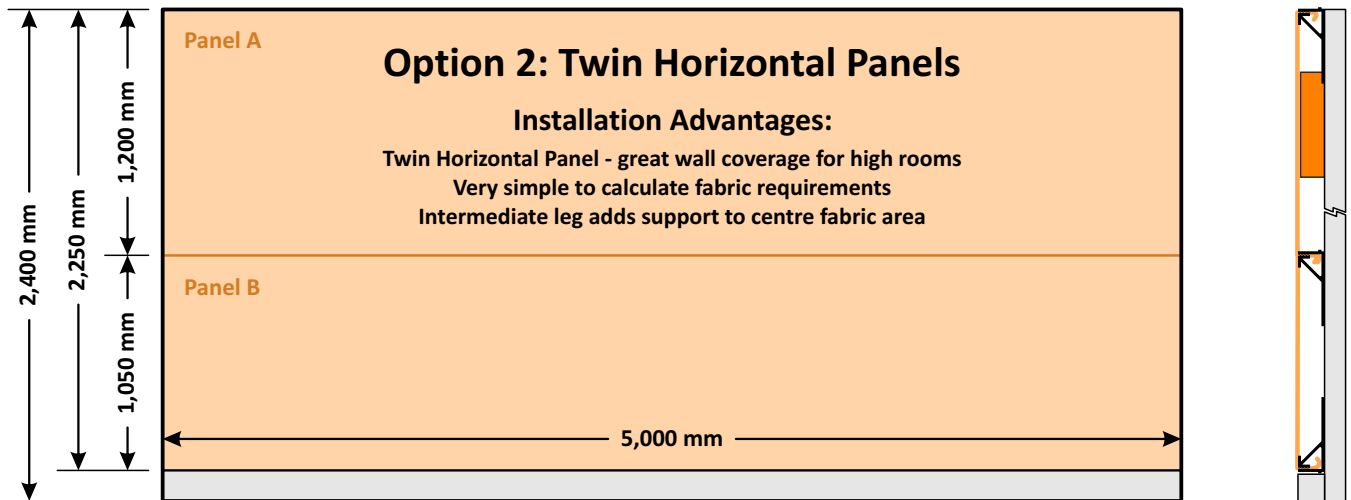 Panel A
Option 2: Twin Horizontal Panels
Installation Advantages:
Twin Horizontal Panel - great wall coverage for high rooms
Very simple to calculate fabric requirements
Intermediate leg adds support to centre fabric area
1,200 mm
2,250 mm
2,400 mm
Panel B
1,050 mm
5,000 mm